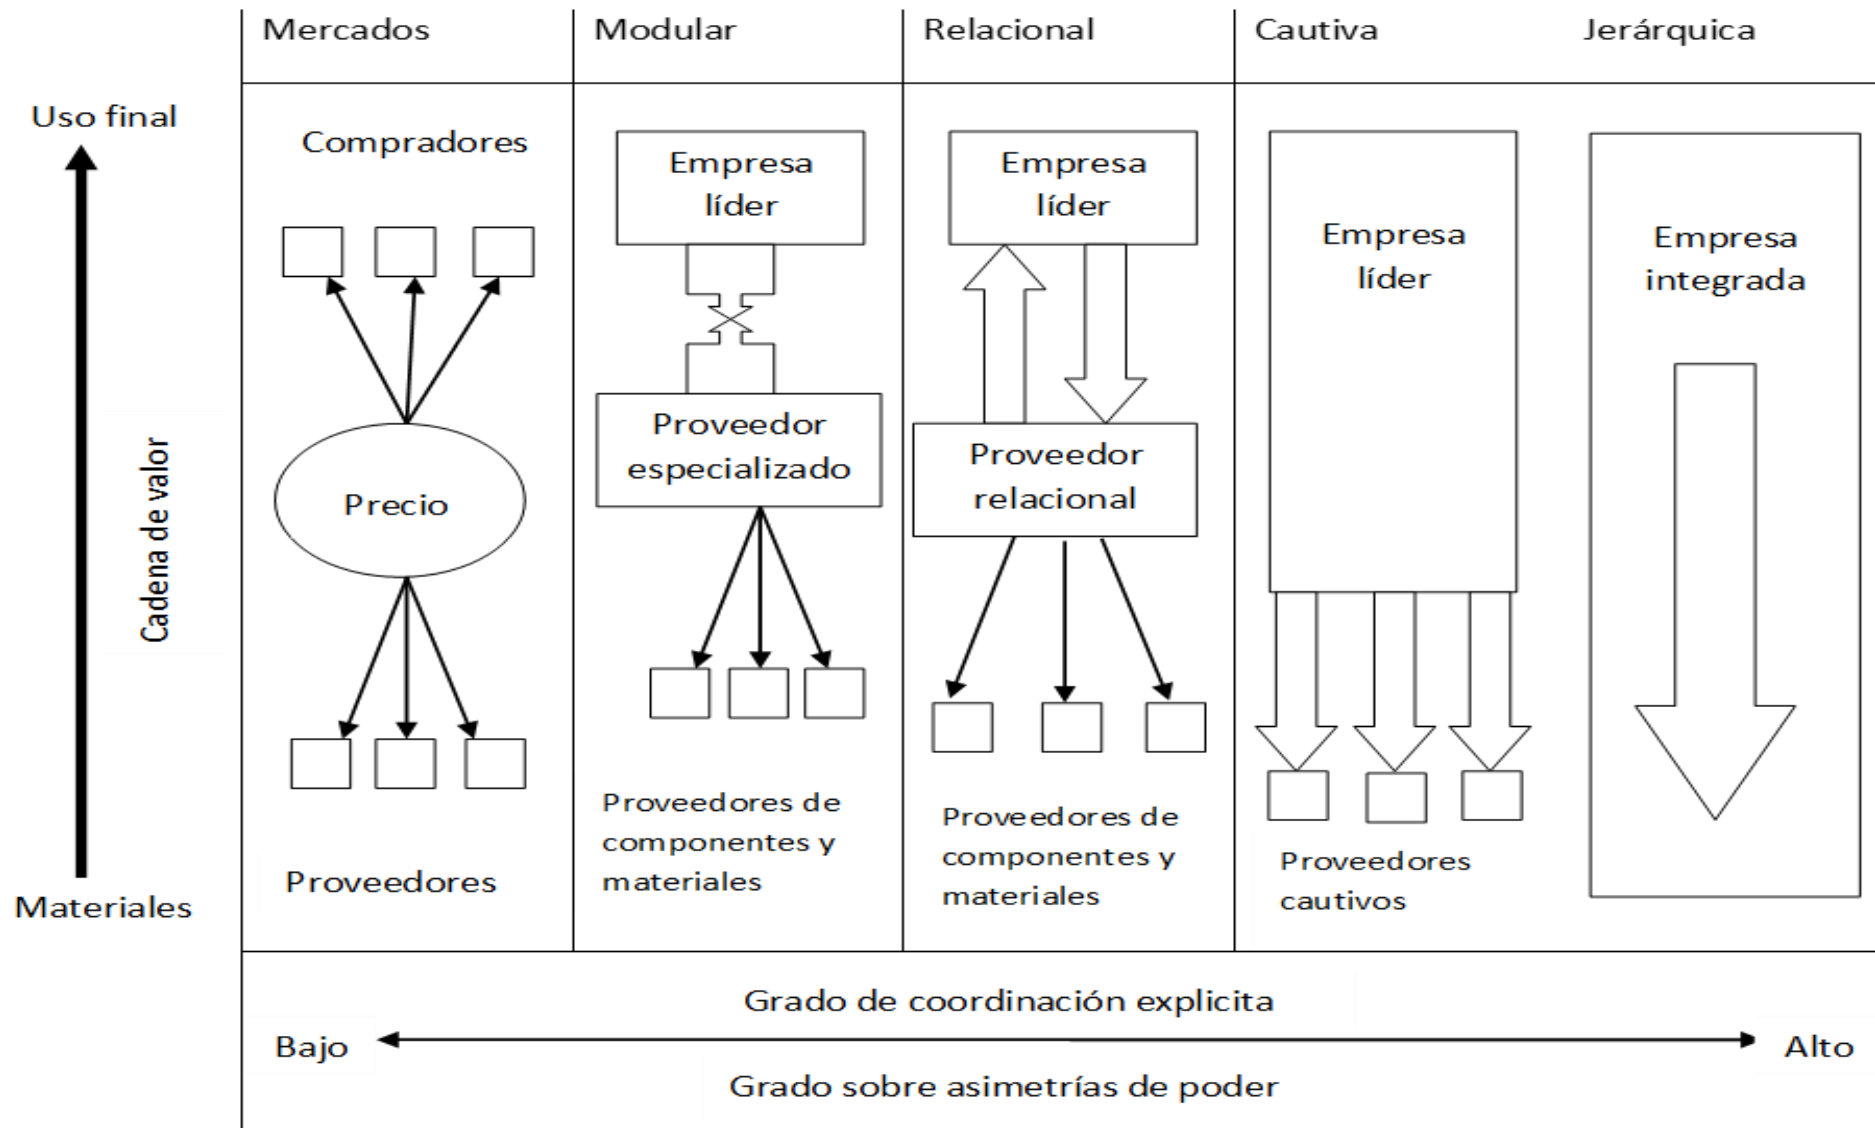 Mercados
Modular
Relacional
Cautiva
Jerárquica
Uso final
Cadena de valor
Materiales
Compradores
Precio
Proveedores
Empresa
líder
Proveedor
especializado
Proveedores de
componentes y
materiales
Empresa
líder
Proveedor
relacional
Proveedores de
componentes y
materiales
Empresa
líder
Proveedores
cautivos
Empresa
integrada
Grado de coordinación explicita
Bajo
Alto
Grado sobre asimetrías de poder